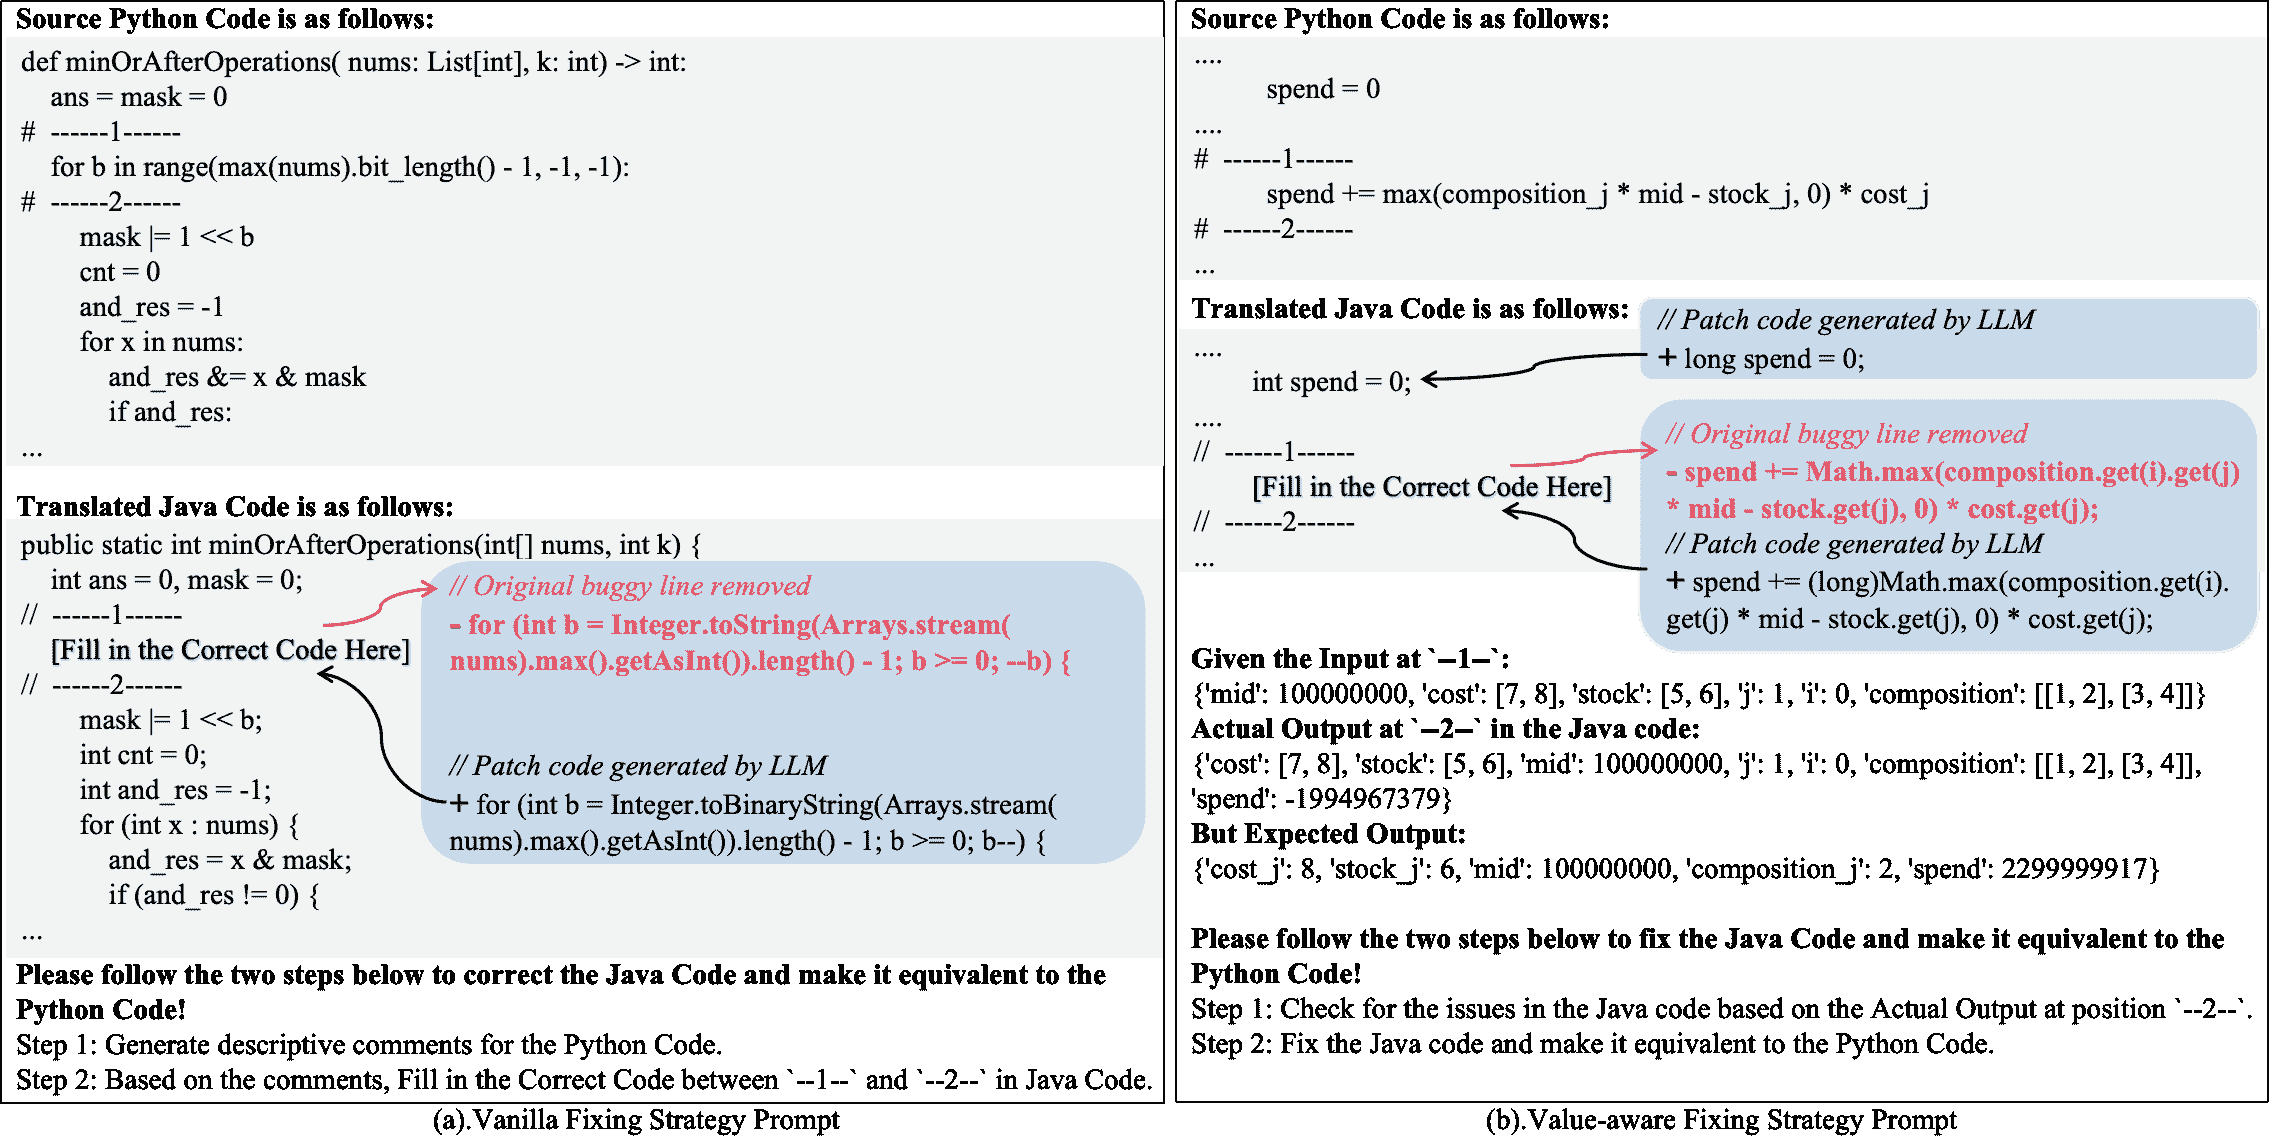 Source Python Code is as follows:
def minOrAfterOperations( nums: List[int], k: int) -> int:
ans = mask = 0
# ------1------
for b in range(max(nums).bit_length() - 1, -1, -1):
# ------2------
mask |= 1 << b
cnt = 0
and_res = -1
for x in nums:
and_res &= x & mask
if and_res:
...
Translated Java Code is as follows:
public static int minOrAfterOperations(int[] nums, int k) {
int ans = 0, mask = 0;
// ------1------
[Fill in the Correct Code Here]
// ------2------
mask |= 1 << b;
int cnt = 0;
int and_res = -1;
for (int x : nums) {
and_res = x & mask;
if (and_res != 0) {
...
// Original buggy line removed
- for (int b = Integer.toString(Arrays.stream(
nums).max().getAsInt()).length() - 1; b >= 0; --b) {
// Patch code generated by LLM
+ for (int b = Integer.toBinaryString(Arrays.stream(
nums).max().getAsInt()).length() - 1; b >= 0; b--) {
Please follow the two steps below to correct the Java Code and make it equivalent to the
Python Code!
Step 1: Generate descriptive comments for the Python Code.
Step 2: Based on the comments, Fill in the Correct Code between `--1--` and `--2--` in Java Code.
(a).Vanilla Fixing Strategy Prompt
Source Python Code is as follows:
....
spend = 0
....
# ------1------
spend += max(composition_j * mid - stock_j, 0) * cost_j
# ------2------
...
Translated Java Code is as follows:
....
int spend = 0;
....
// ------1------
[Fill in the Correct Code Here]
// ------2------
...
// Patch code generated by LLM
+ long spend = 0;
// Original buggy line removed
- spend += Math.max(composition.get(i).get(j)
* mid - stock.get(j), 0) * cost.get(j);
// Patch code generated by LLM
+ spend += (long)Math.max(composition.get(i).
get(j) * mid - stock.get(j), 0) * cost.get(j);
Given the Input at `--1--`:
{'mid': 100000000, 'cost': [7, 8], 'stock': [5, 6], 'j': 1, 'i': 0, 'composition': [[1, 2], [3, 4]]}
Actual Output at `--2--` in the Java code:
{'cost': [7, 8], 'stock': [5, 6], 'mid': 100000000, 'j': 1, 'i': 0, 'composition': [[1, 2], [3, 4]],
'spend': -1994967379}
But Expected Output:
{'cost_j': 8, 'stock_j': 6, 'mid': 100000000, 'composition_j': 2, 'spend': 2299999917}
Please follow the two steps below to fix the Java Code and make it equivalent to the
Python Code!
Step 1: Check for the issues in the Java code based on the Actual Output at position `--2--`.
Step 2: Fix the Java code and make it equivalent to the Python Code.
(b).Value-aware Fixing Strategy Prompt